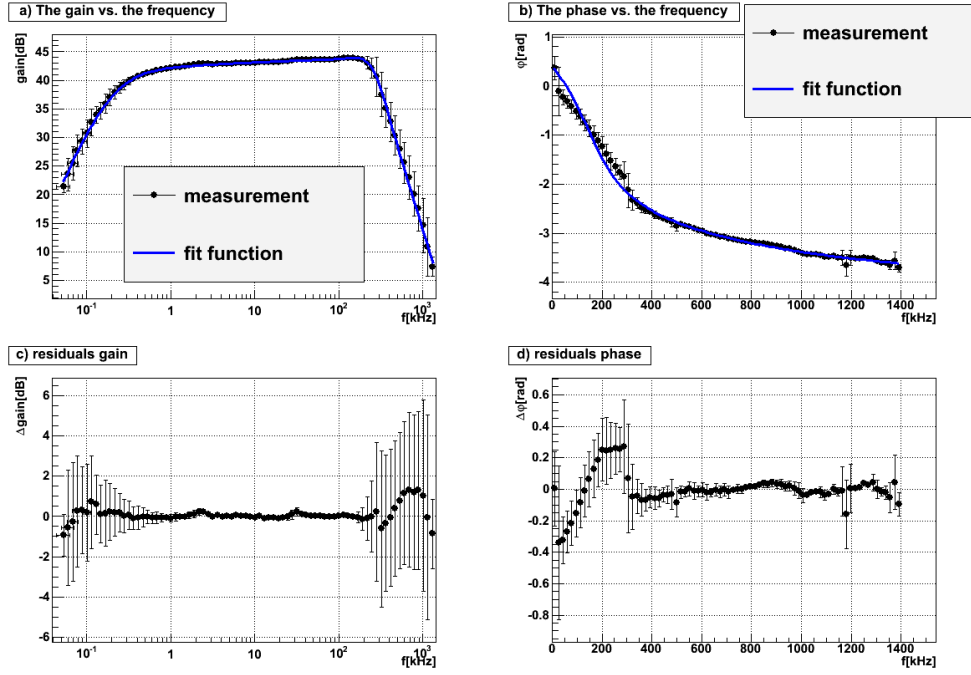 a) The gain vs. the frequency
gain[dB]
45
40
35
30
25
20
15
10
5
measurement
fit function
10⁻¹ 1 10 10² 10³
f[kHz]
b) The phase vs. the frequency
measurement
fit function
φ[rad]
1
0
-1
-2
-3
-4
0 200 400 600 800 1000 1200 1400
f[kHz]
c) residuals gain
Δgain[dB]
6
4
2
0
-2
-4
-6
10⁻¹ 1 10 10² 10³
f[kHz]
d) residuals phase
Δφ[rad]
0.6
0.4
0.2
0
-0.2
-0.4
-0.6
-0.8
0 200 400 600 800 1000 1200 1400
f[kHz]